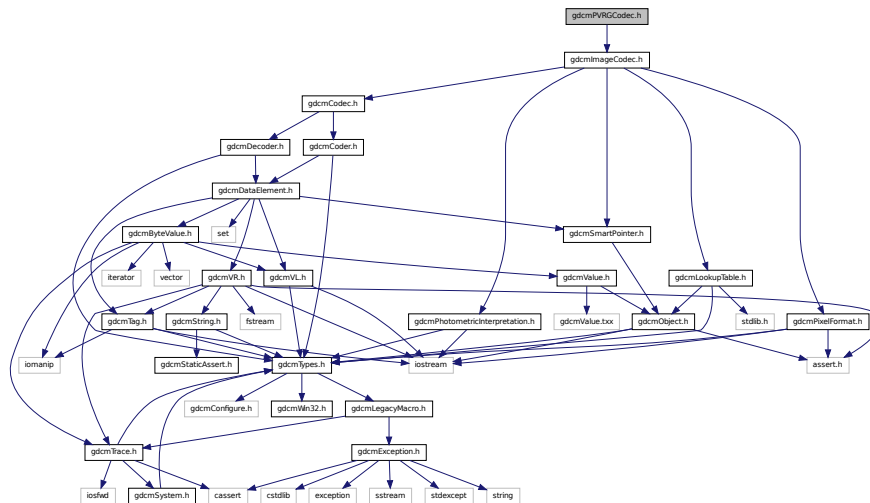 gdcmPVRGCodec.h
gdcmImageCodec.h
gdcmCodec.h
gdcmDecoder.h
gdcmCoder.h
gdcmDataElement.h
gdcmByteValue.h
set
gdcmSmartPointer.h
iterator
vector
gdcmVR.h
gdcmVL.h
gdcmValue.h
gdcmLookupTable.h
gdcmTag.h
gdcmString.h
fstream
gdcmPhotometricInterpretation.h
gdcmValue.txx
gdcmObject.h
stdlib.h
gdcmPixelFormat.h
iomanip
gdcmStaticAssert.h
gdcmTypes.h
iostream
assert.h
gdcmConfigure.h
gdcmWin32.h
gdcmLegacyMacro.h
gdcmTrace.h
gdcmException.h
iosfwd
gdcmSystem.h
cassert
cstdlib
exception
sstream
stdexcept
string